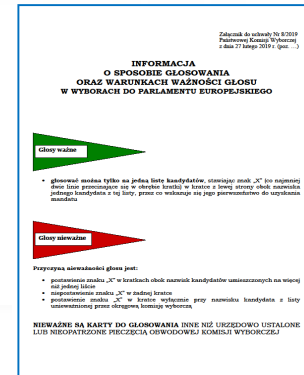 Załącznik do uchwały Nr 8/2019
Państwowej Komisji Wyborczej
z dnia 27 lutego 2019 r. (poz. …)
INFORMACJA
O SPOSOBIE GŁOSOWANIA
ORAZ WARUNKACH WAŻNOŚCI GŁOSU
W WYBORACH DO PARLAMENTU EUROPEJSKIEGO
Głosy ważne
• głosować można tylko na jedną listę kandydatów, stawiając znak „X” (co najmniej
dwie linie przecinające się w obrębie kratki) w kratce z lewej strony obok nazwiska
jednego kandydata z tej listy, przez co wskazuje się jego pierwszeństwo do uzyskania
mandatu
Głosy nieważne
Przyczyną nieważności głosu jest:
• postawienie znaku „X” w kratkach obok nazwisk kandydatów umieszczonych na więcej
niż jednej liście
• niepostawienie znaku „X” w żadnej kratce
• postawienie znaku „X” w kratce wyłącznie przy nazwisku kandydata z listy
unieważnionej przez okręgową komisję wyborczą
NIEWAŻNE SĄ KARTY DO GŁOSOWANIA INNE NIŻ URZĘDOWO USTALONE
LUB NIEOPATRZONE PIECZĘCIĄ OBWODOWEJ KOMISJI WYBORCZEJ